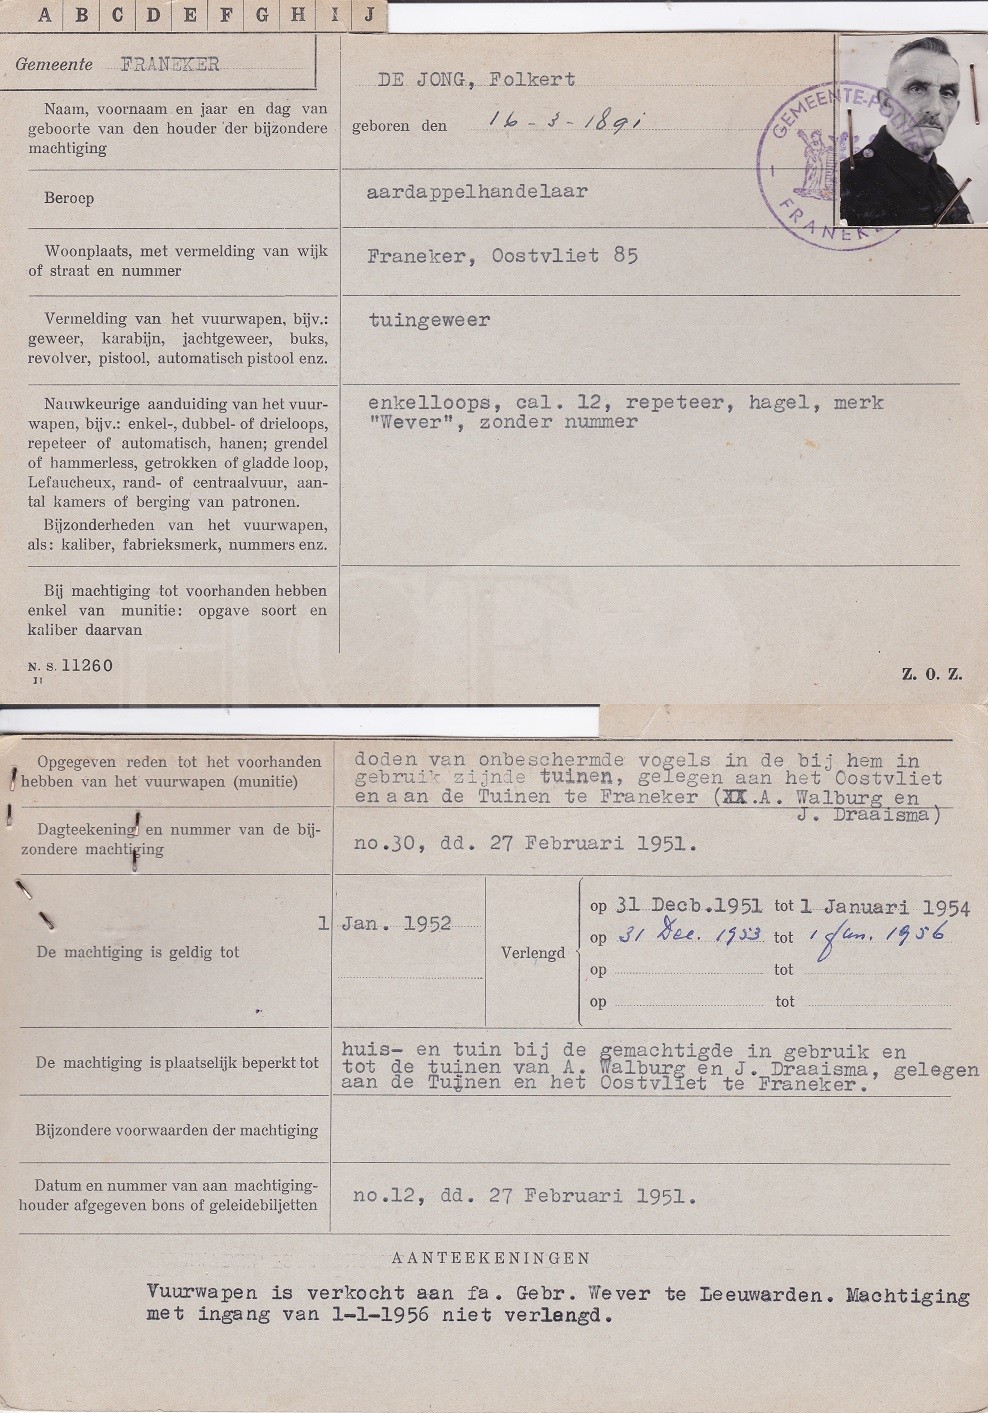 A B C D E F G H I J
Gemeente FRANEKER
DE JONG, Folkert
Naam, voornaam en jaar en dag van
geboorte van den houder der bijzondere
machtiging
geboren den 16-3-1891
GEMEENTE-POLITIE
FRANEKER
Beroep
aardappelhandelaar
Woonplaats, met vermelding van wijk
of straat en nummer
Franeker, Oostvliet 85
Vermelding van het vuurwapen, bijv.:
geweer, karabijn, jachtgeweer, buks,
revolver, pistool, automatisch pistool enz.
tuingeweer
Nauwkeurige aanduiding van het vuur-
wapen, bijv.: enkel-, dubbel- of drieloops,
repeteer of automatisch, hanen; grendel
of hammerless, getrokken of gladde loop,
Lefaucheux, rand- of centraalvuur, aan-
tal kamers of berging van patronen.
Bijzonderheden van het vuurwapen,
als: kaliber, fabrieksmerk, nummers enz.
enkelloops, cal. 12, repeteer, hagel, merk
"Wever", zonder nummer
Bij machtiging tot voorhanden hebben
enkel van munitie: opgave soort en
kaliber daarvan
N. S. 11260
Z. O. Z.
Opgegeven reden tot het voorhanden
hebben van het vuurwapen (munitie)
doden van onbeschermde vogels in de bij hem in
gebruik zijnde tuinen, gelegen aan het Oostvliet
en aan de Tuinen te Franeker (XX.A. Walburg en
J. Draaisma)
Dagteekening en nummer van de bij-
zondere machtiging
no.30, dd. 27 Februari 1951.
De machtiging is geldig tot
1 Jan. 1952
Verlengd
op 31 Decb.1951 tot 1 Januari 1954
op 31 Dec. 1953 tot 1 Jan. 1956
op tot
op tot
De machtiging is plaatselijk beperkt tot
huis- en tuin bij de gemachtigde in gebruik en
tot de tuinen van A. Walburg en J. Draaisma, gelegen
aan de Tuinen en het Oostvliet te Franeker.
Bijzondere voorwaarden der machtiging
Datum en nummer van aan machtiging-
houder afgegeven bons of geleidebiljetten
no.12, dd. 27 Februari 1951.
AANTEEKENINGEN
Vuurwapen is verkocht aan fa. Gebr. Wever te Leeuwarden. Machtiging
met ingang van 1-1-1956 niet verlengd.